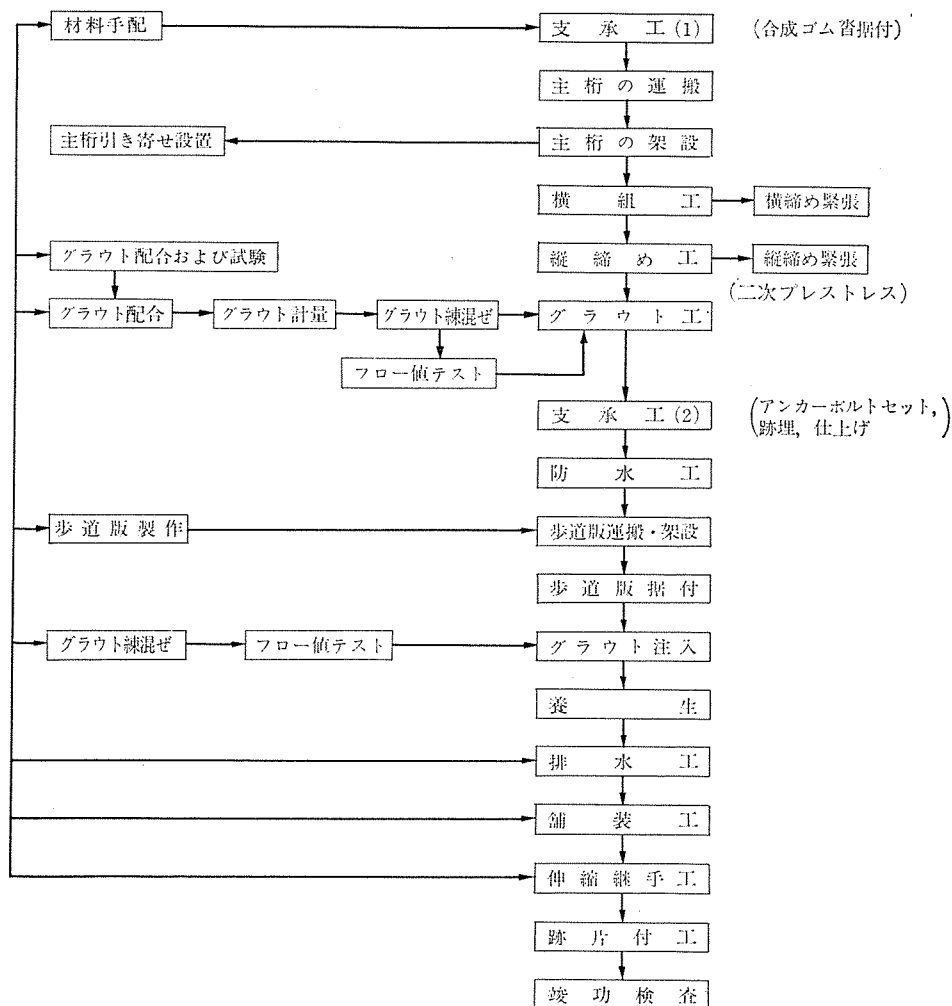 材料手配
支承工(1)
(合成ゴム沓据付)
主桁の運搬
主桁引き寄せ設置
主桁の架設
横組工
横締め緊張
グラウト配合および試験
縦締め工
縦締め緊張
(二次プレストレス)
グラウト配合
グラウト計量
グラウト練混ぜ
グラウト工
フロー値テスト
支承工(2)
(アンカーボルトセット,
跡埋, 仕上げ)
防水工
歩道版製作
歩道版運搬・架設
歩道版据付
グラウト練混ぜ
フロー値テスト
グラウト注入
養生
排水工
舗装工
伸縮継手工
跡片付工
竣功検査